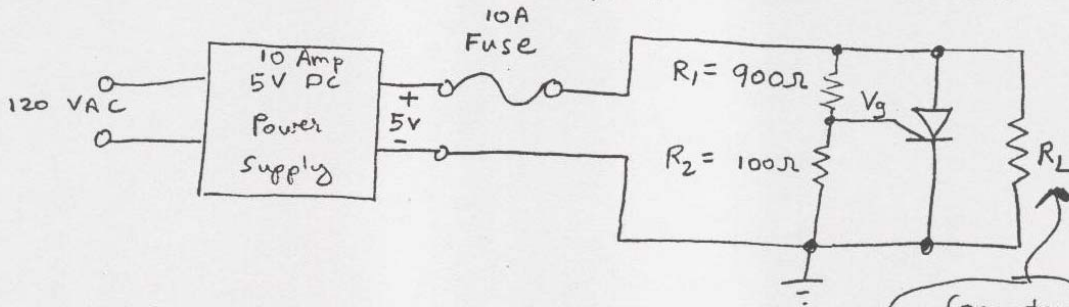 10A
Fuse
10 Amp
5V DC
Power
Supply
120 VAC
+
5v
-
R₁ = 900Ω
Vg
R₂ = 100Ω
RL